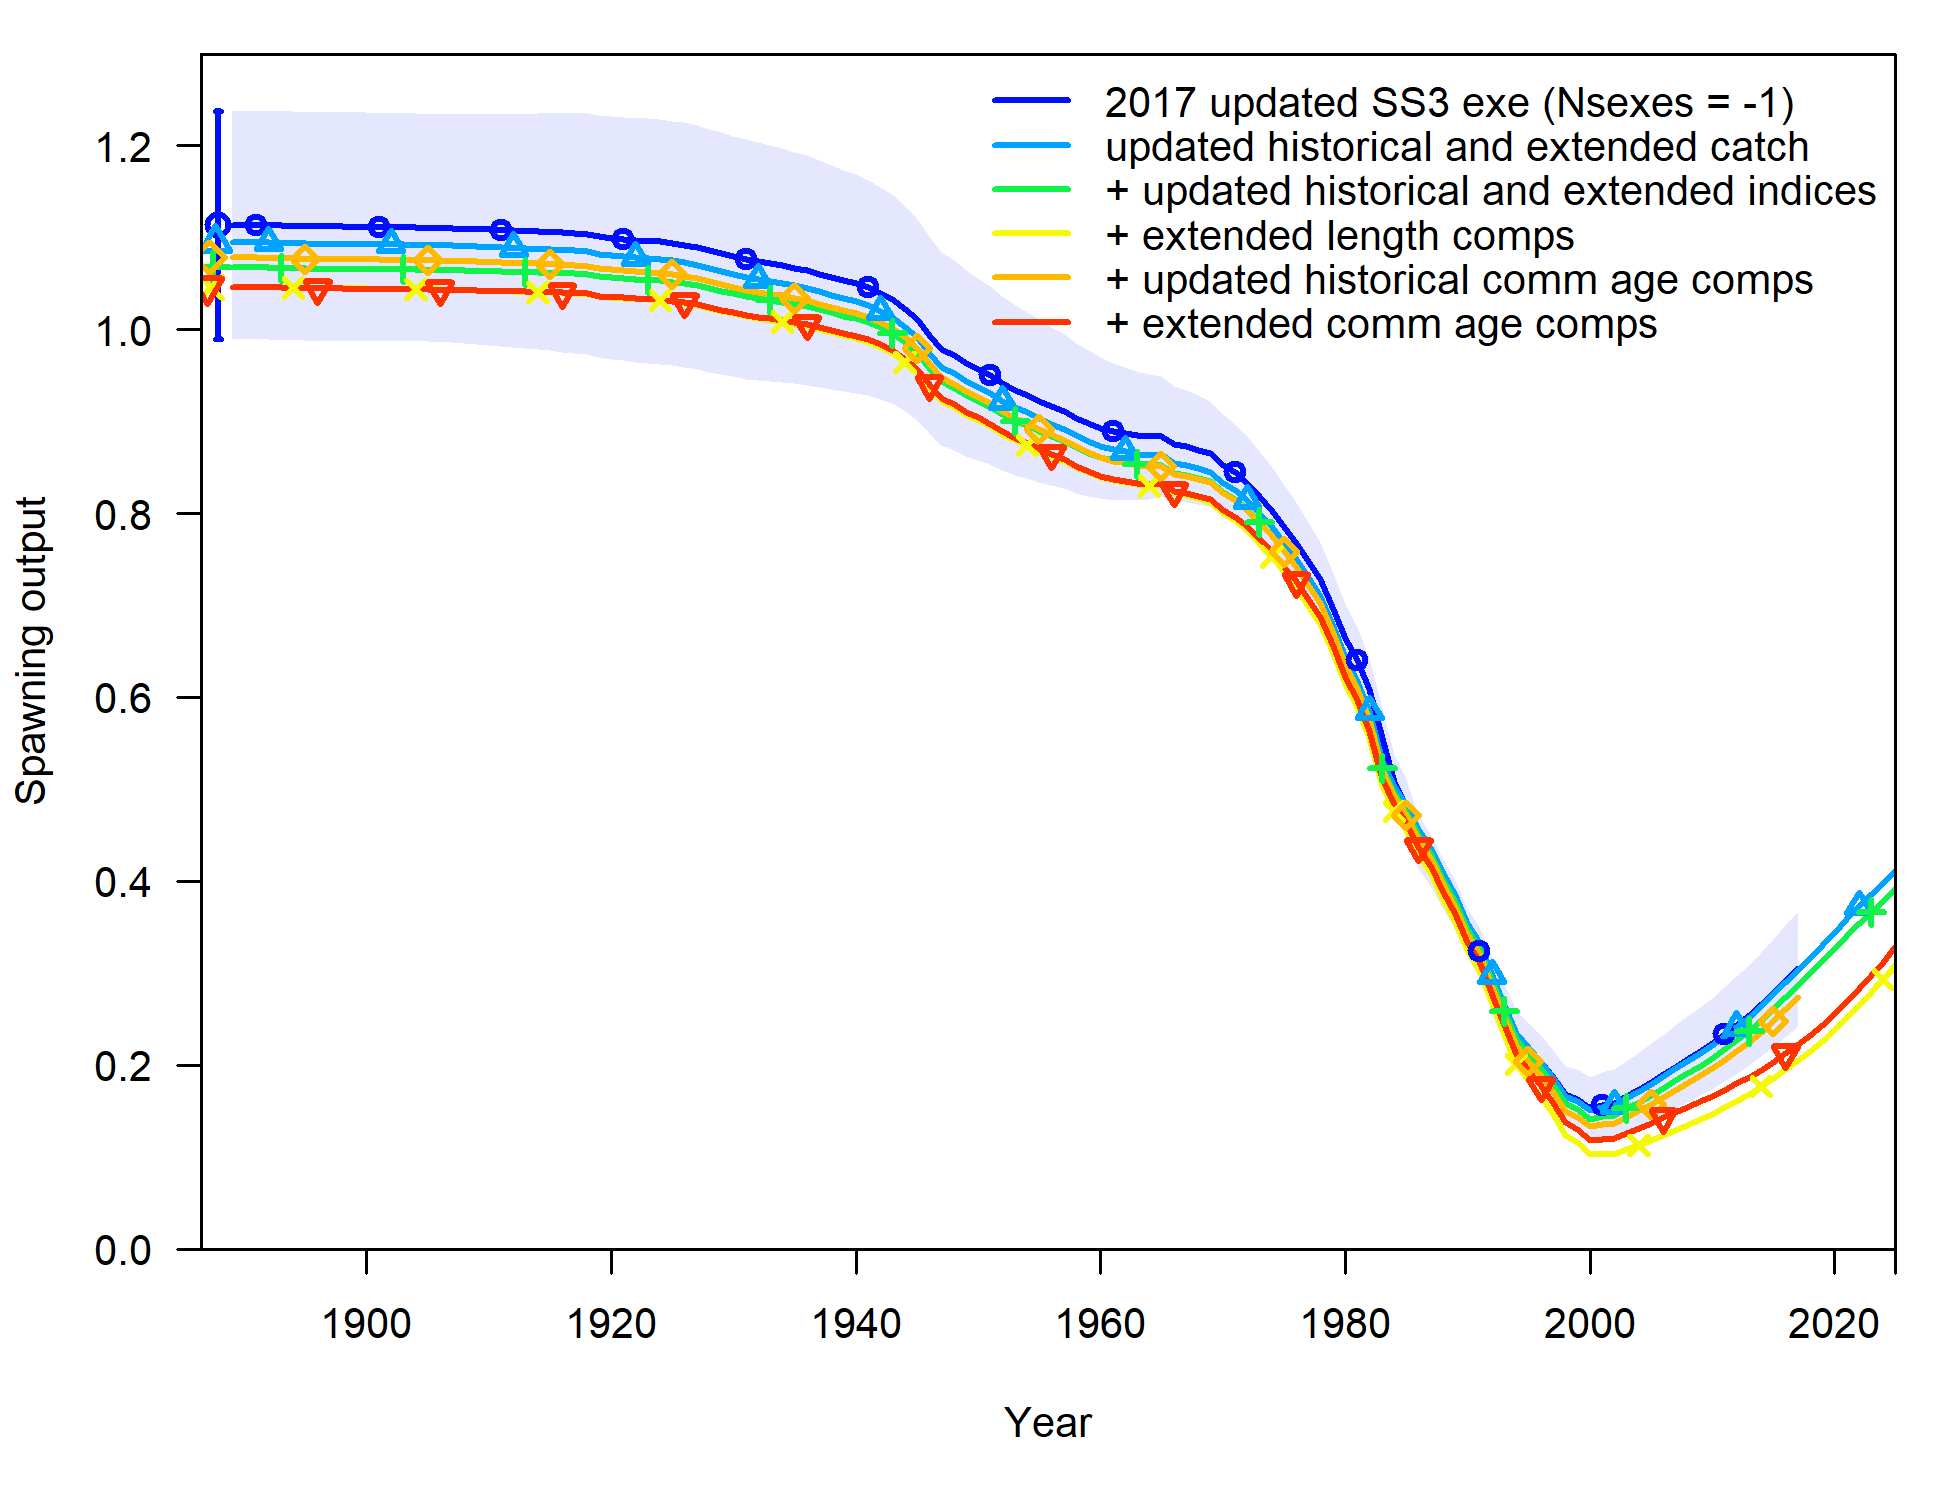 2017 updated SS3 exe (Nsexes = -1)
updated historical and extended catch
+ updated historical and extended indices
+ extended length comps
+ updated historical comm age comps
+ extended comm age comps
Spawning output
1.2
1.0
0.8
0.6
0.4
0.2
0.0
1900 1920 1940 1960 1980 2000 2020
Year